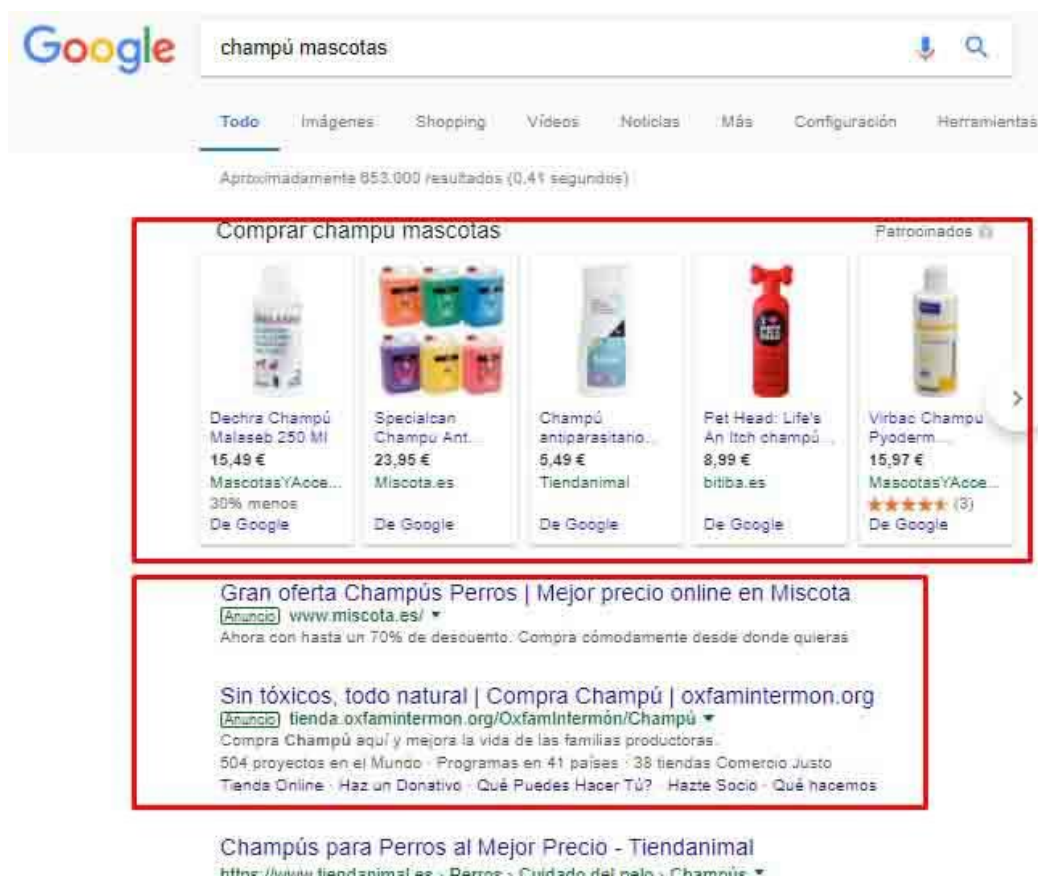 Google
champú mascotas
Todo Imágenes Shopping Vídeos Noticias Más Configuración Herramientas
Aproximadamente 653.000 resultados (0,41 segundos)
Comprar champú mascotas
Patrocinados
Dechra Champú
Malaseb 250 Ml
15,49 €
MascotasYAcce...
30% menos
De Google
Specialcan
Champu Ant...
23,95 €
Miscota.es
De Google
Champú
antiparasitario...
5,49 €
Tiendanimal
De Google
Pet Head: Life's
An Itch champú...
8,99 €
bitiba.es
De Google
Virbac Champu
Pyoderm...
15,97 €
MascotasYAcce...
(3)
De Google
Gran oferta Champús Perros | Mejor precio online en Miscota
Anuncio www.miscota.es/
Ahora con hasta un 70% de descuento. Compra cómodamente desde donde quieras
Sin tóxicos, todo natural | Compra Champú | oxfamintermon.org
Anuncio tienda.oxfamintermon.org/OxfamIntermón/Champú
Compra Champú aquí y mejora la vida de las familias productoras.
504 proyectos en el Mundo · Programas en 41 países · 38 tiendas Comercio Justo
Tienda Online · Haz un Donativo · Qué Puedes Hacer Tú? · Hazte Socio · Qué hacemos
Champús para Perros al Mejor Precio - Tiendanimal
https://www.tiendanimal.es › Perros › Cuidado del pelo › Champús